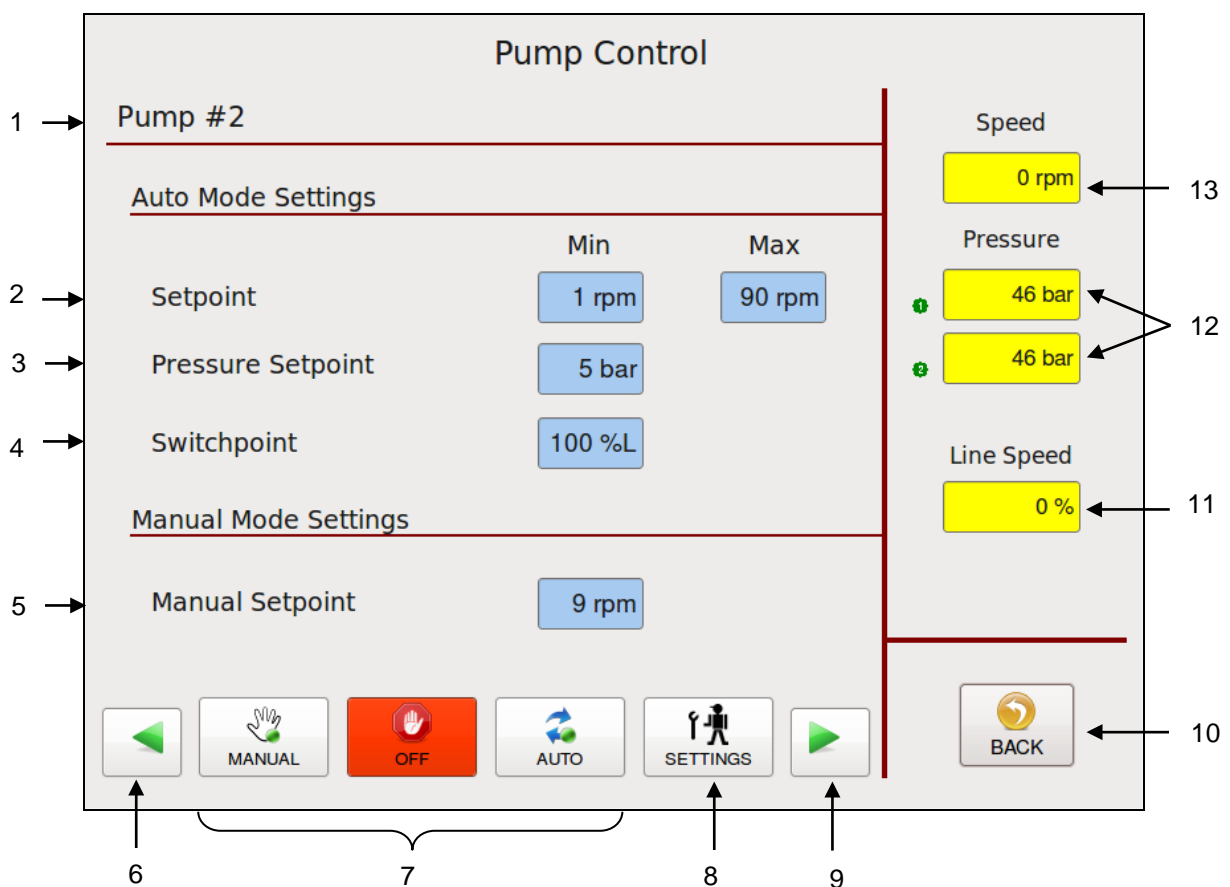 Pump Control
1
Pump #2
Speed
0 rpm
13
Auto Mode Settings
Min
Max
Pressure
2
Setpoint
1 rpm
90 rpm
1
46 bar
12
3
Pressure Setpoint
5 bar
2
46 bar
4
Switchpoint
100 %L
Line Speed
0 %
11
Manual Mode Settings
5
Manual Setpoint
9 rpm
MANUAL
OFF
AUTO
SETTINGS
BACK
10
6
7
8
9